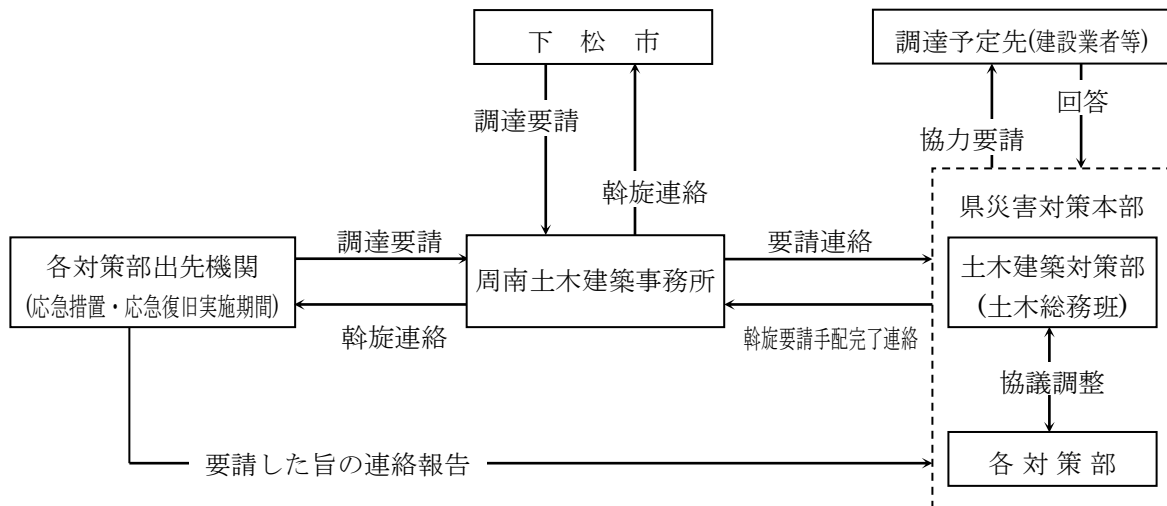 下 松 市
調達予定先(建設業者等)
調達要請
回答
協力要請
斡旋連絡
県災害対策本部
調達要請
要請連絡
各対策部出先機関
(応急措置・応急復旧実施期間)
周南土木建築事務所
土木建築対策部
(土木総務班)
斡旋連絡
斡旋要請手配完了連絡
協議調整
要請した旨の連絡報告
各 対 策 部